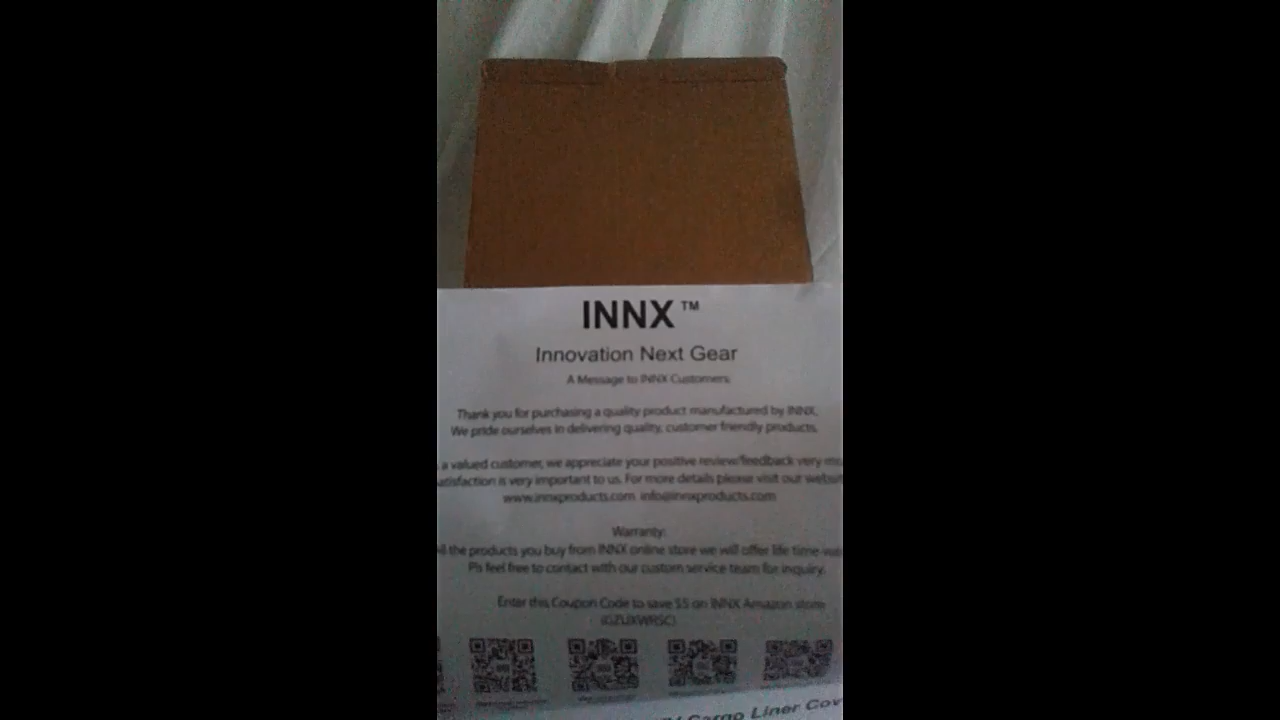 INNX™
Innovation Next Gear
A Message to INNX Customers
Thank you for purchasing a quality product manufactured by INNX.
We pride ourselves in delivering quality, customer friendly products.
a valued customer, we appreciate your positive review/feedback very
atisfaction is very important to us. For more details please visit our websit
www.innxproducts.com info@innxproducts.com
Warranty:
ll the products you buy from INNX online store we will offer life time
Pls feel free to contact with our custom service team for inquiry.
Enter this Coupon Code to save $5 on INNX Amazon store
Cargo Liner Cov